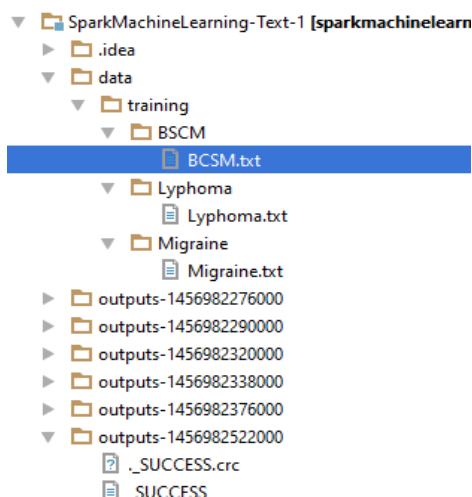 SparkMachineLearning-Text-1 [sparkmachinelearn
.idea
data
training
BSCM
BCSM.txt
Lyphoma
Lyphoma.txt
Migraine
Migraine.txt
outputs-1456982276000
outputs-1456982290000
outputs-1456982320000
outputs-1456982338000
outputs-1456982376000
outputs-1456982522000
._SUCCESS.crc
_SUCCESS